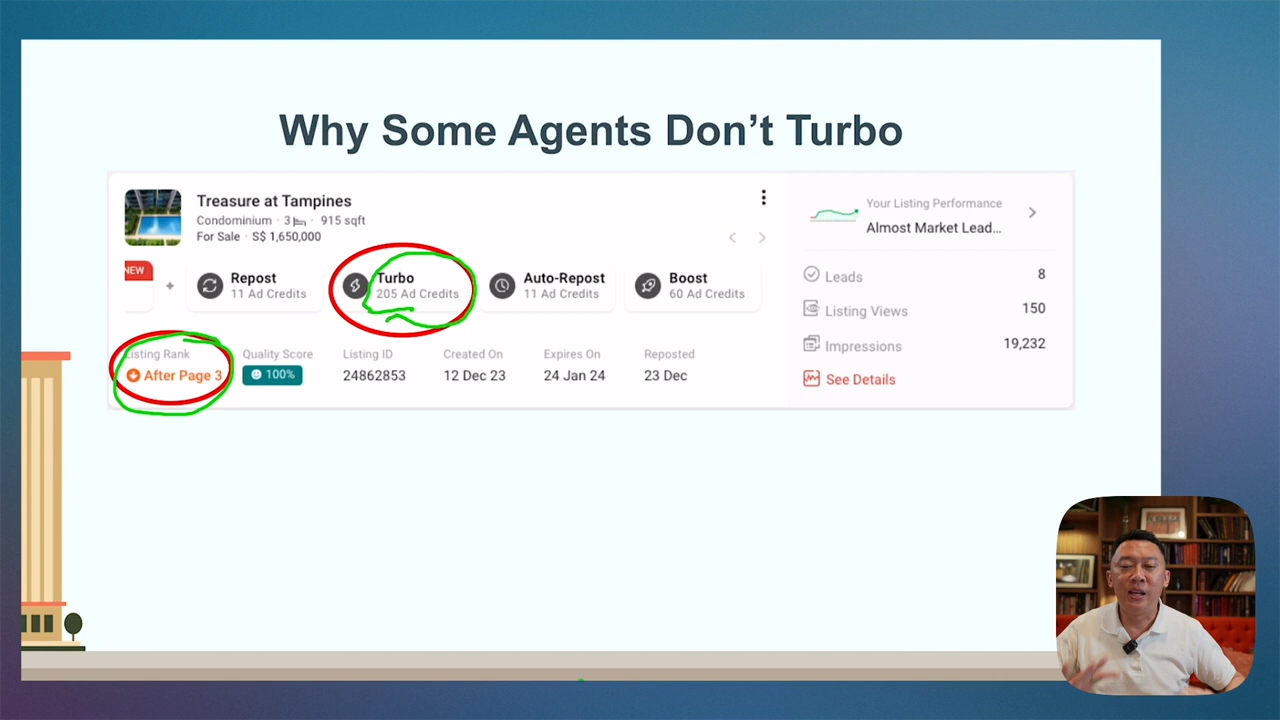 Why Some Agents Don't Turbo
Treasure at Tampines
Condominium · 3 · 915 sqft
For Sale · S$ 1,650,000
NEW
Repost
11 Ad Credits
Turbo
205 Ad Credits
Auto-Repost
11 Ad Credits
Boost
60 Ad Credits
Listing Rank
After Page 3
Quality Score
100%
Listing ID
24862853
Created On
12 Dec 23
Expires On
24 Jan 24
Reposted
23 Dec
Your Listing Performance
Almost Market Lead...
Leads 8
Listing Views 150
Impressions 19,232
See Details